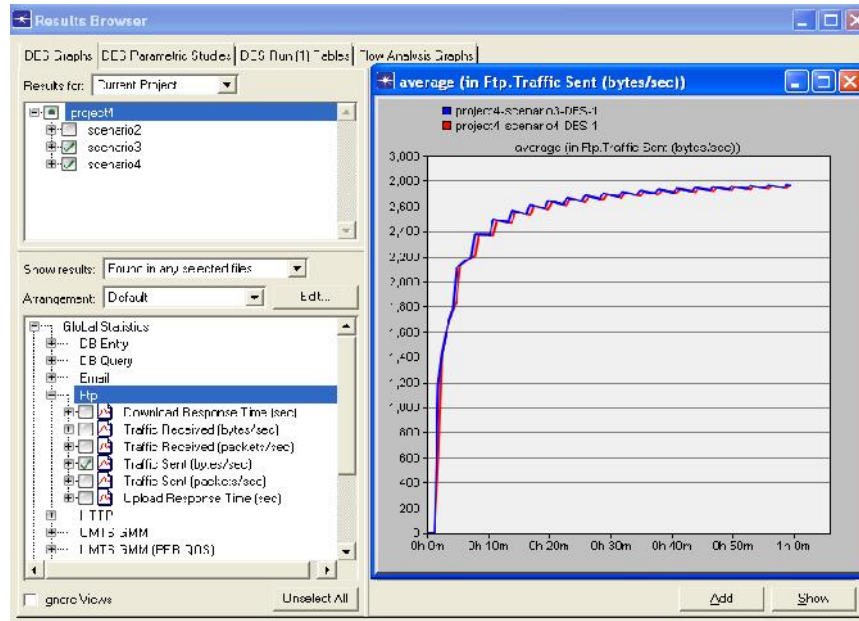 Results Browser
DES Graphs DES Parametric Studies DES Run (1) Tables Flow Analysis Graphs
Results for: Current Project
project4
scenario2
scenario3
scenario4
Show results: Found in any selected files
Arrangement: Default Edit...
Global Statistics
DB Entry
DB Query
Email
Ftp
Download Response Time (sec)
Traffic Received (bytes/sec)
Traffic Received (packets/sec)
Traffic Sent (bytes/sec)
Traffic Sent (packets/sec)
Upload Response Time (sec)
HTTP
UMTS GMM
UMTS GMM (PER QOS)
Ignore Views Unselect All
average (in Ftp.Traffic Sent (bytes/sec))
project4-scenario3-DES-1
project4-scenario4-DES-1
average (in Ftp.Traffic Sent (bytes/sec))
3,000
2,800
2,600
2,400
2,200
2,000
1,800
1,600
1,400
1,200
1,000
800
600
400
200
0
0h 0m 0h 10m 0h 20m 0h 30m 0h 40m 0h 50m 1h 0m
Add Show